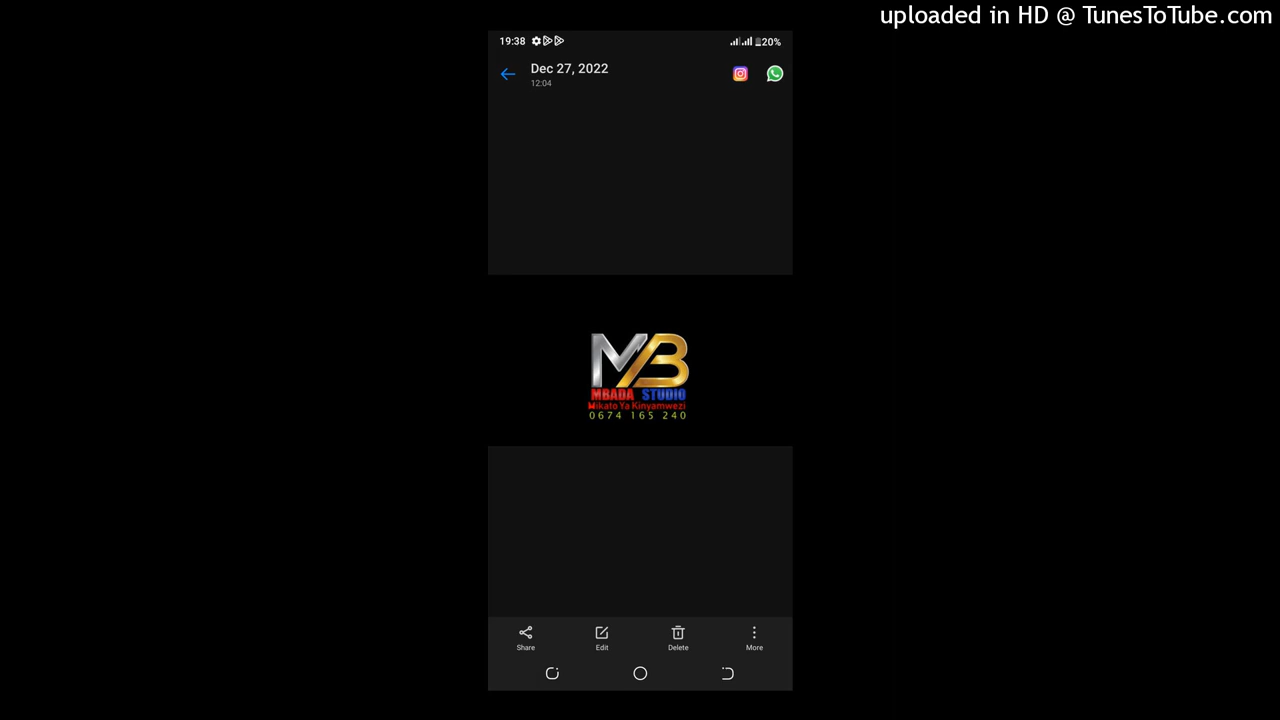 uploaded in HD @ TunesToTube.com
19:38
20%
Dec 27, 2022
12:04
MB
MBADA STUDIO
Mikato Ya Kinyamwezi
0674 165 240
Share Edit Delete More